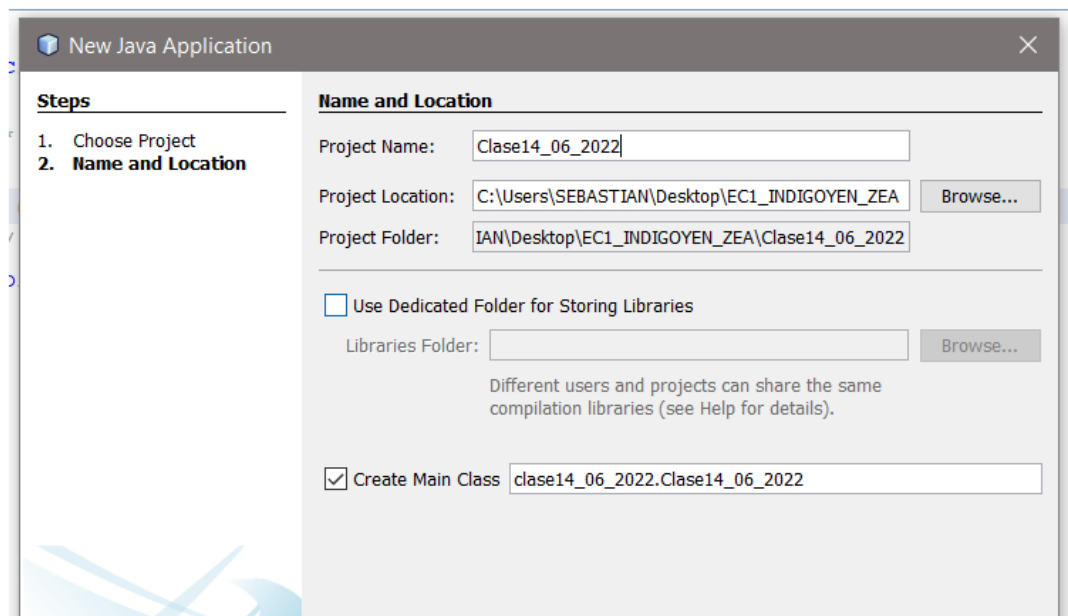 New Java Application
Steps
1. Choose Project
2. Name and Location
Name and Location
Project Name: Clase14_06_2022
Project Location: C:\Users\SEBASTIAN\Desktop\EC1_INDIGOYEN_ZEA Browse...
Project Folder: IAN\Desktop\EC1_INDIGOYEN_ZEA\Clase14_06_2022
Use Dedicated Folder for Storing Libraries
Libraries Folder: Browse...
Different users and projects can share the same
compilation libraries (see Help for details).
Create Main Class clase14_06_2022.Clase14_06_2022